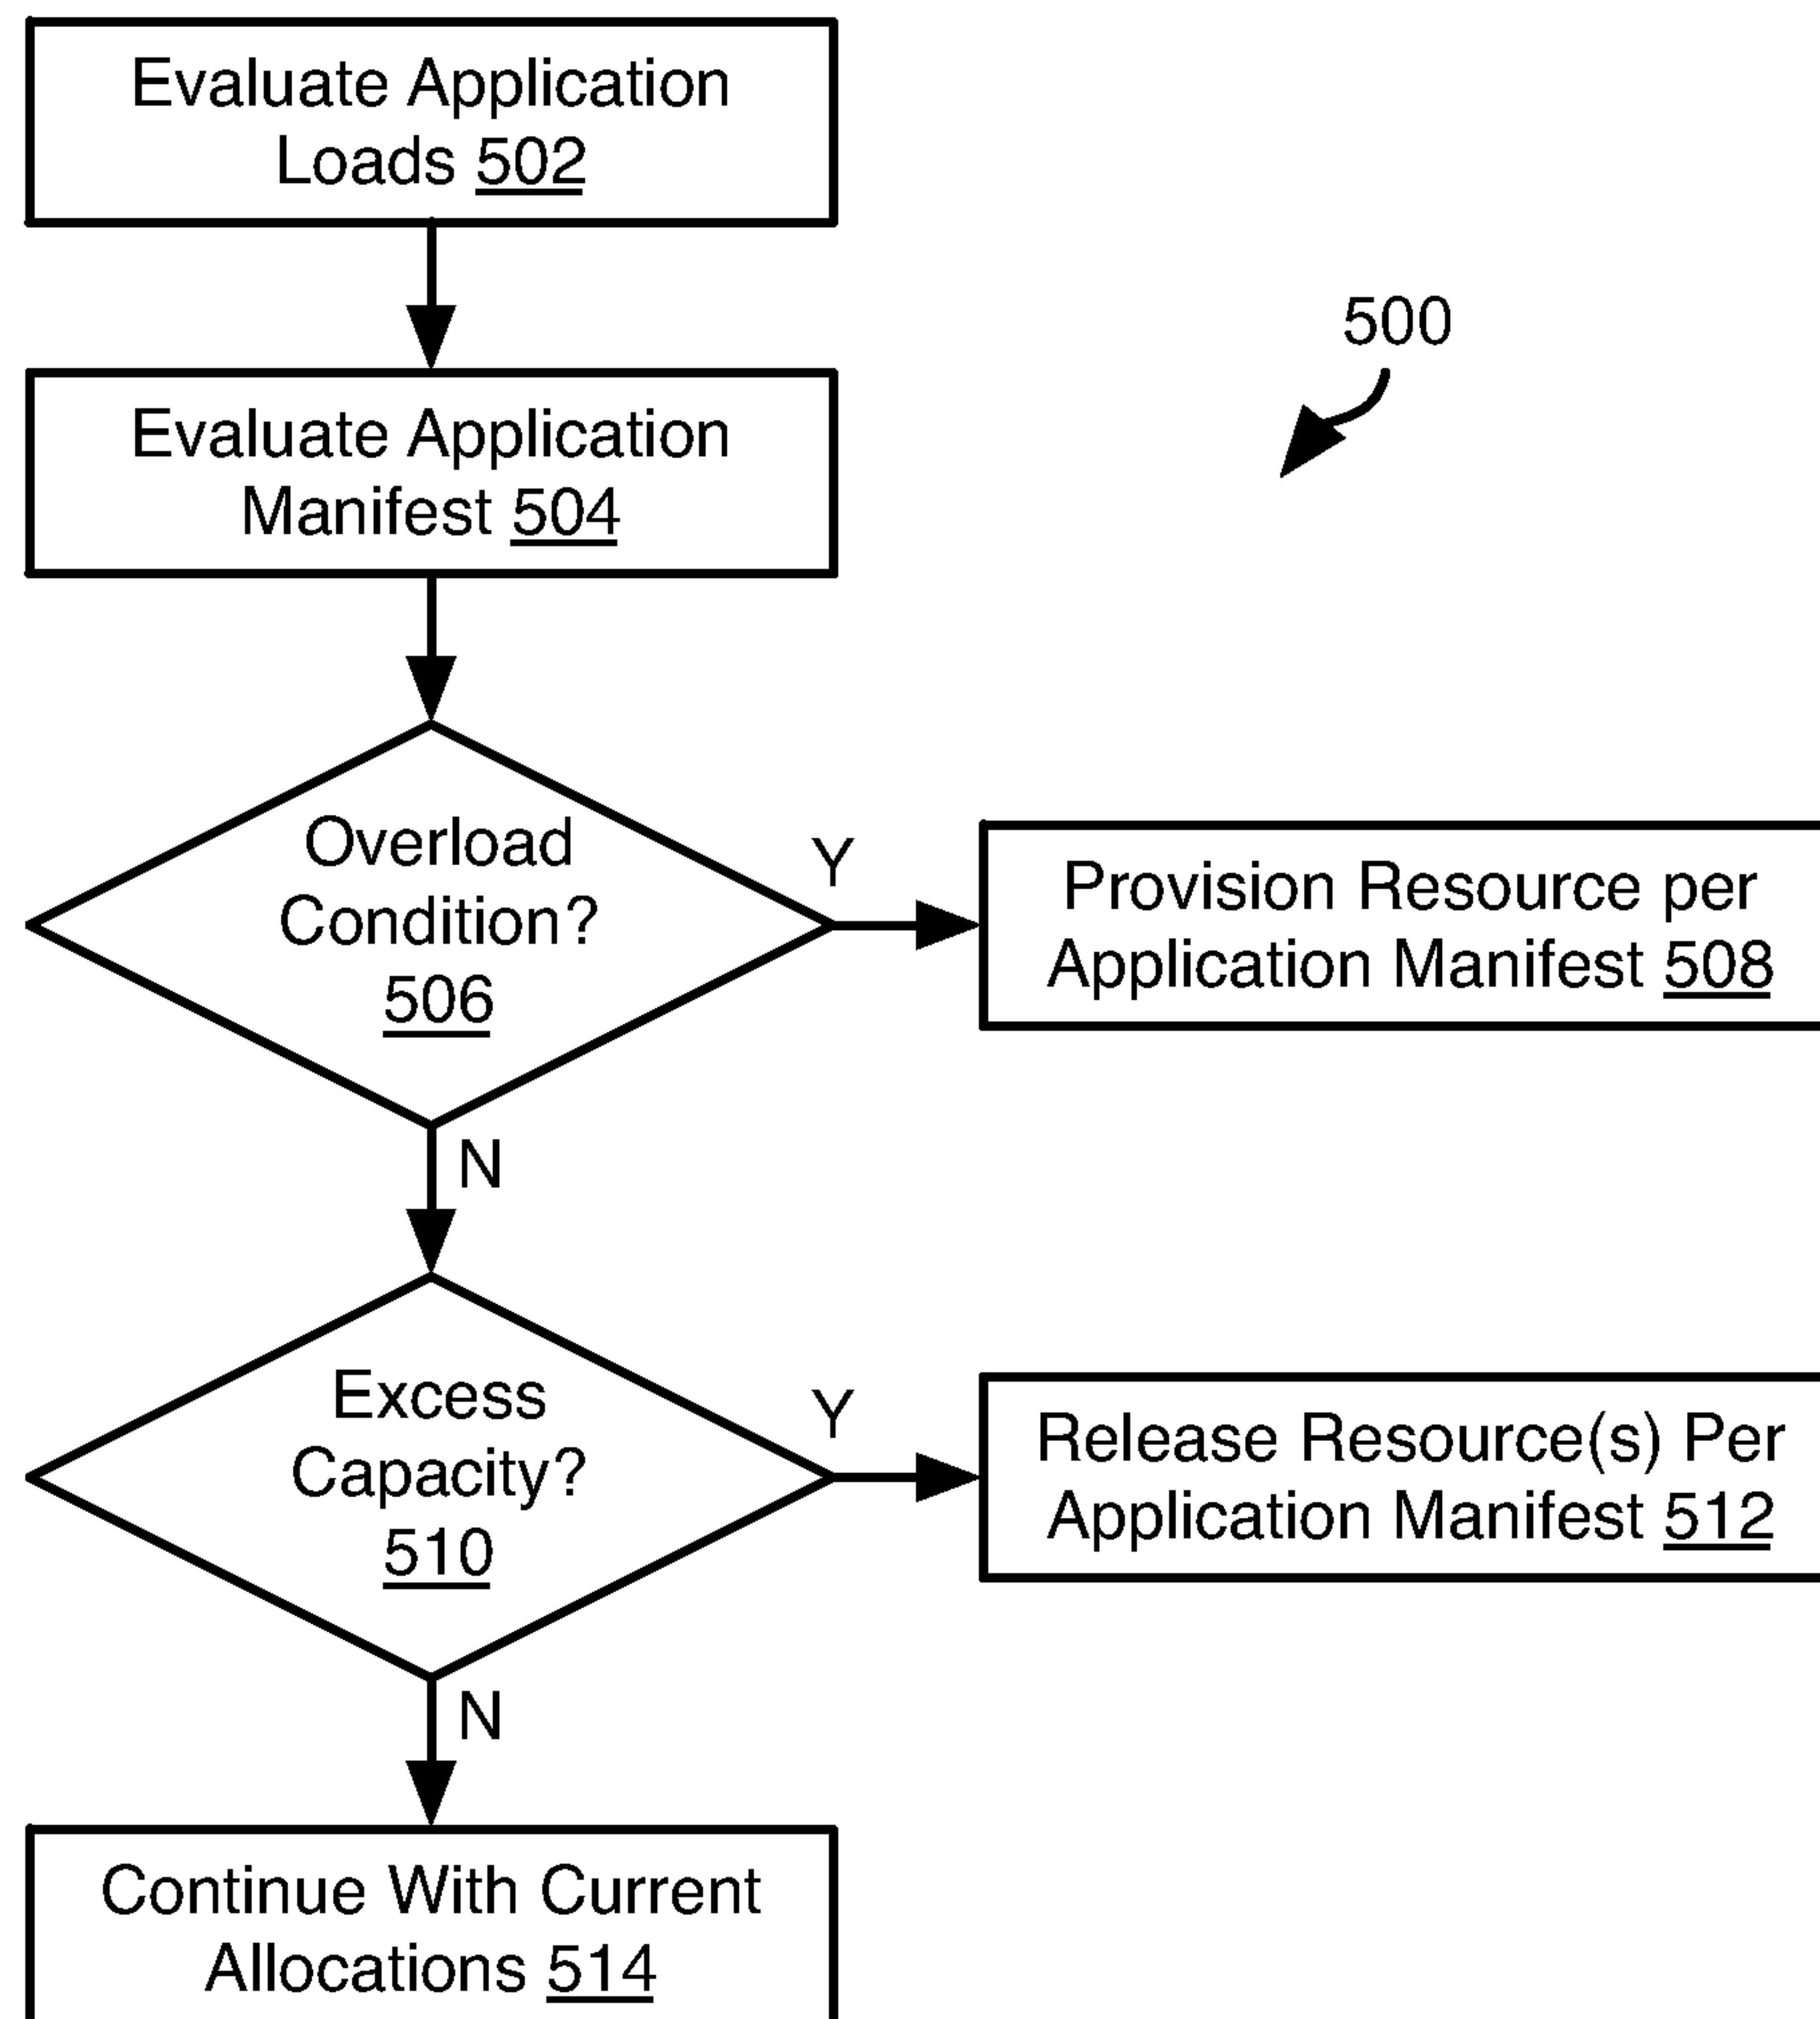 Evaluate Application
Loads 502
500
Evaluate Application
Manifest 504
Overload
Condition?
506
Y
Provision Resource per
Application Manifest 508
N
Excess
Capacity?
510
Y
Release Resource(s) Per
Application Manifest 512
N
Continue With Current
Allocations 514